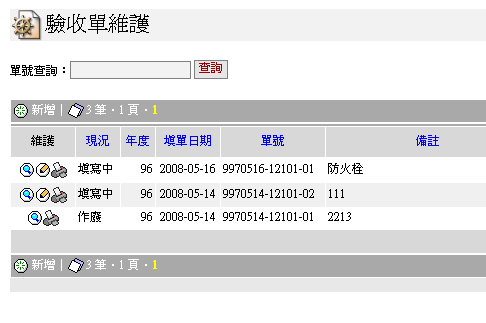 驗收單維護
單號查詢： 查詢
新增 | 3 筆‧1 頁‧1
維護 現況 年度 填單日期 單號 備註
填寫中 96 2008-05-16 9970516-12101-01 防火栓
填寫中 96 2008-05-14 9970514-12101-02 111
作廢 96 2008-05-14 9970514-12101-01 2213
新增 | 3 筆‧1 頁‧1